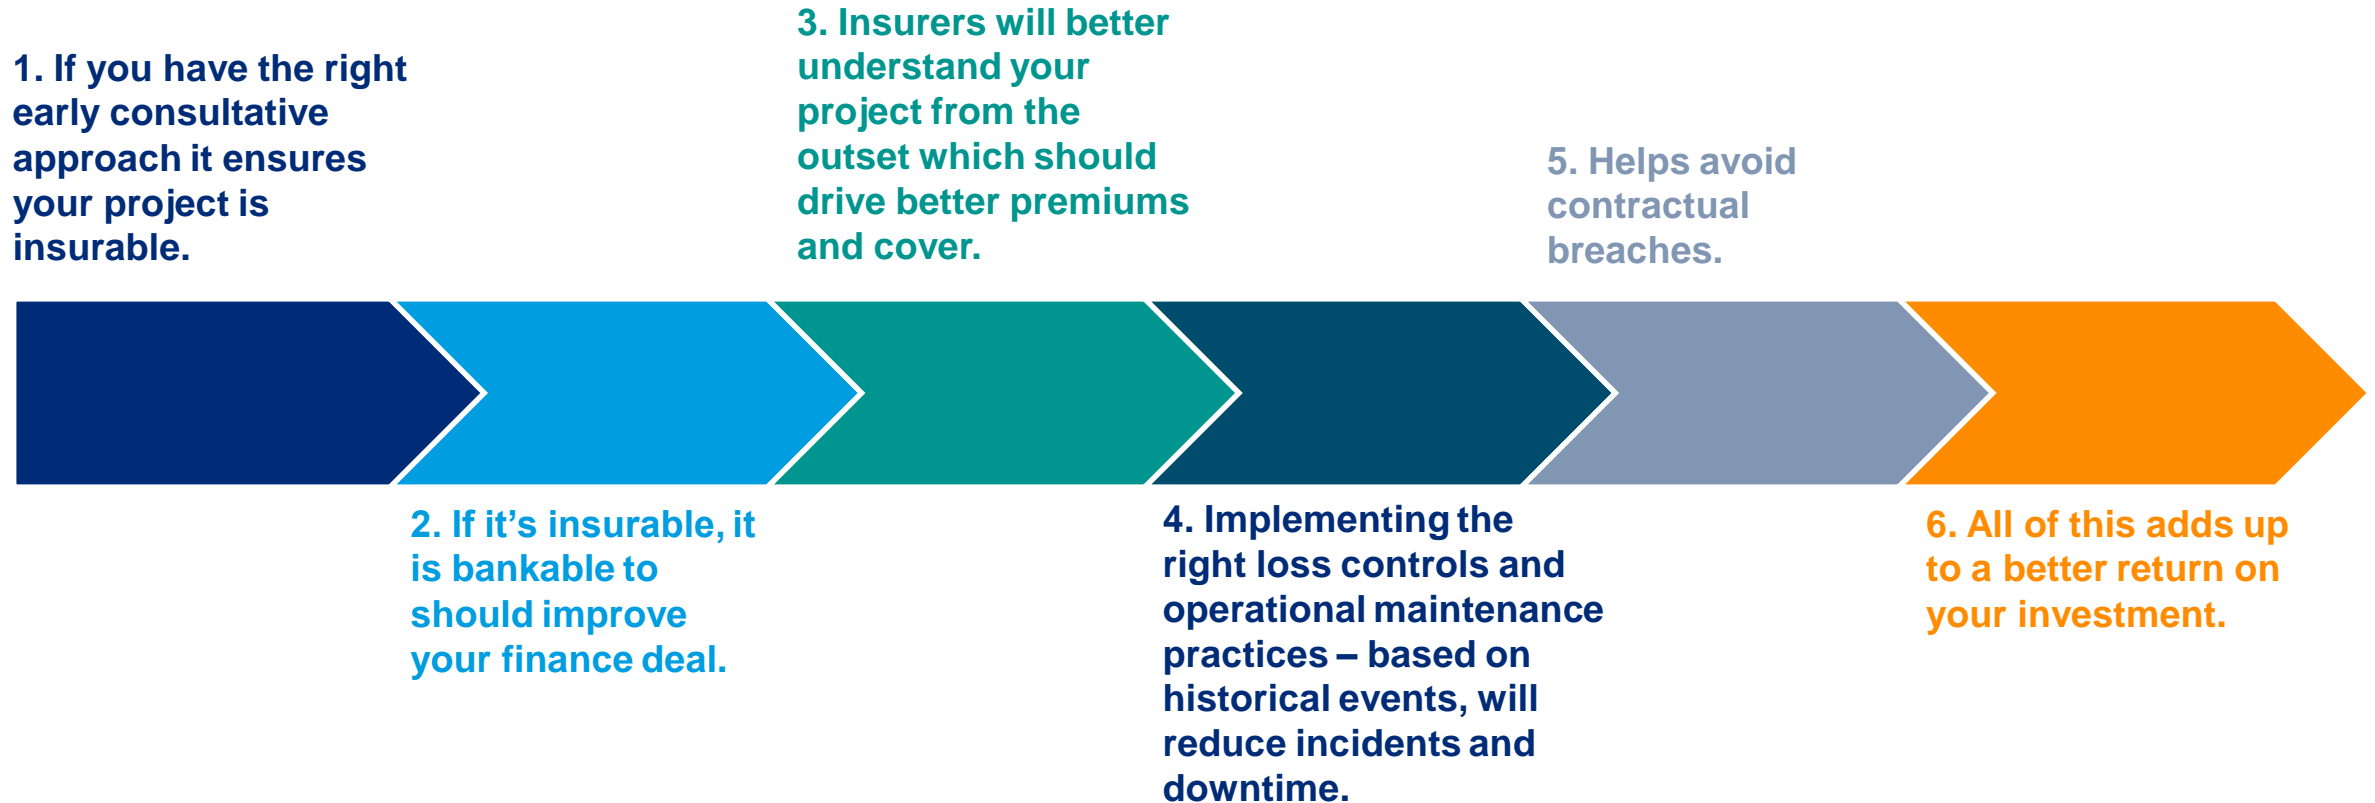 1. If you have the right
early consultative
approach it ensures
your project is
insurable.
2. If it’s insurable, it
is bankable to
should improve
your finance deal.
3. Insurers will better
understand your
project from the
outset which should
drive better premiums
and cover.
4. Implementing the
right loss controls and
operational maintenance
practices – based on
historical events, will
reduce incidents and
downtime.
5. Helps avoid
contractual
breaches.
6. All of this adds up
to a better return on
your investment.